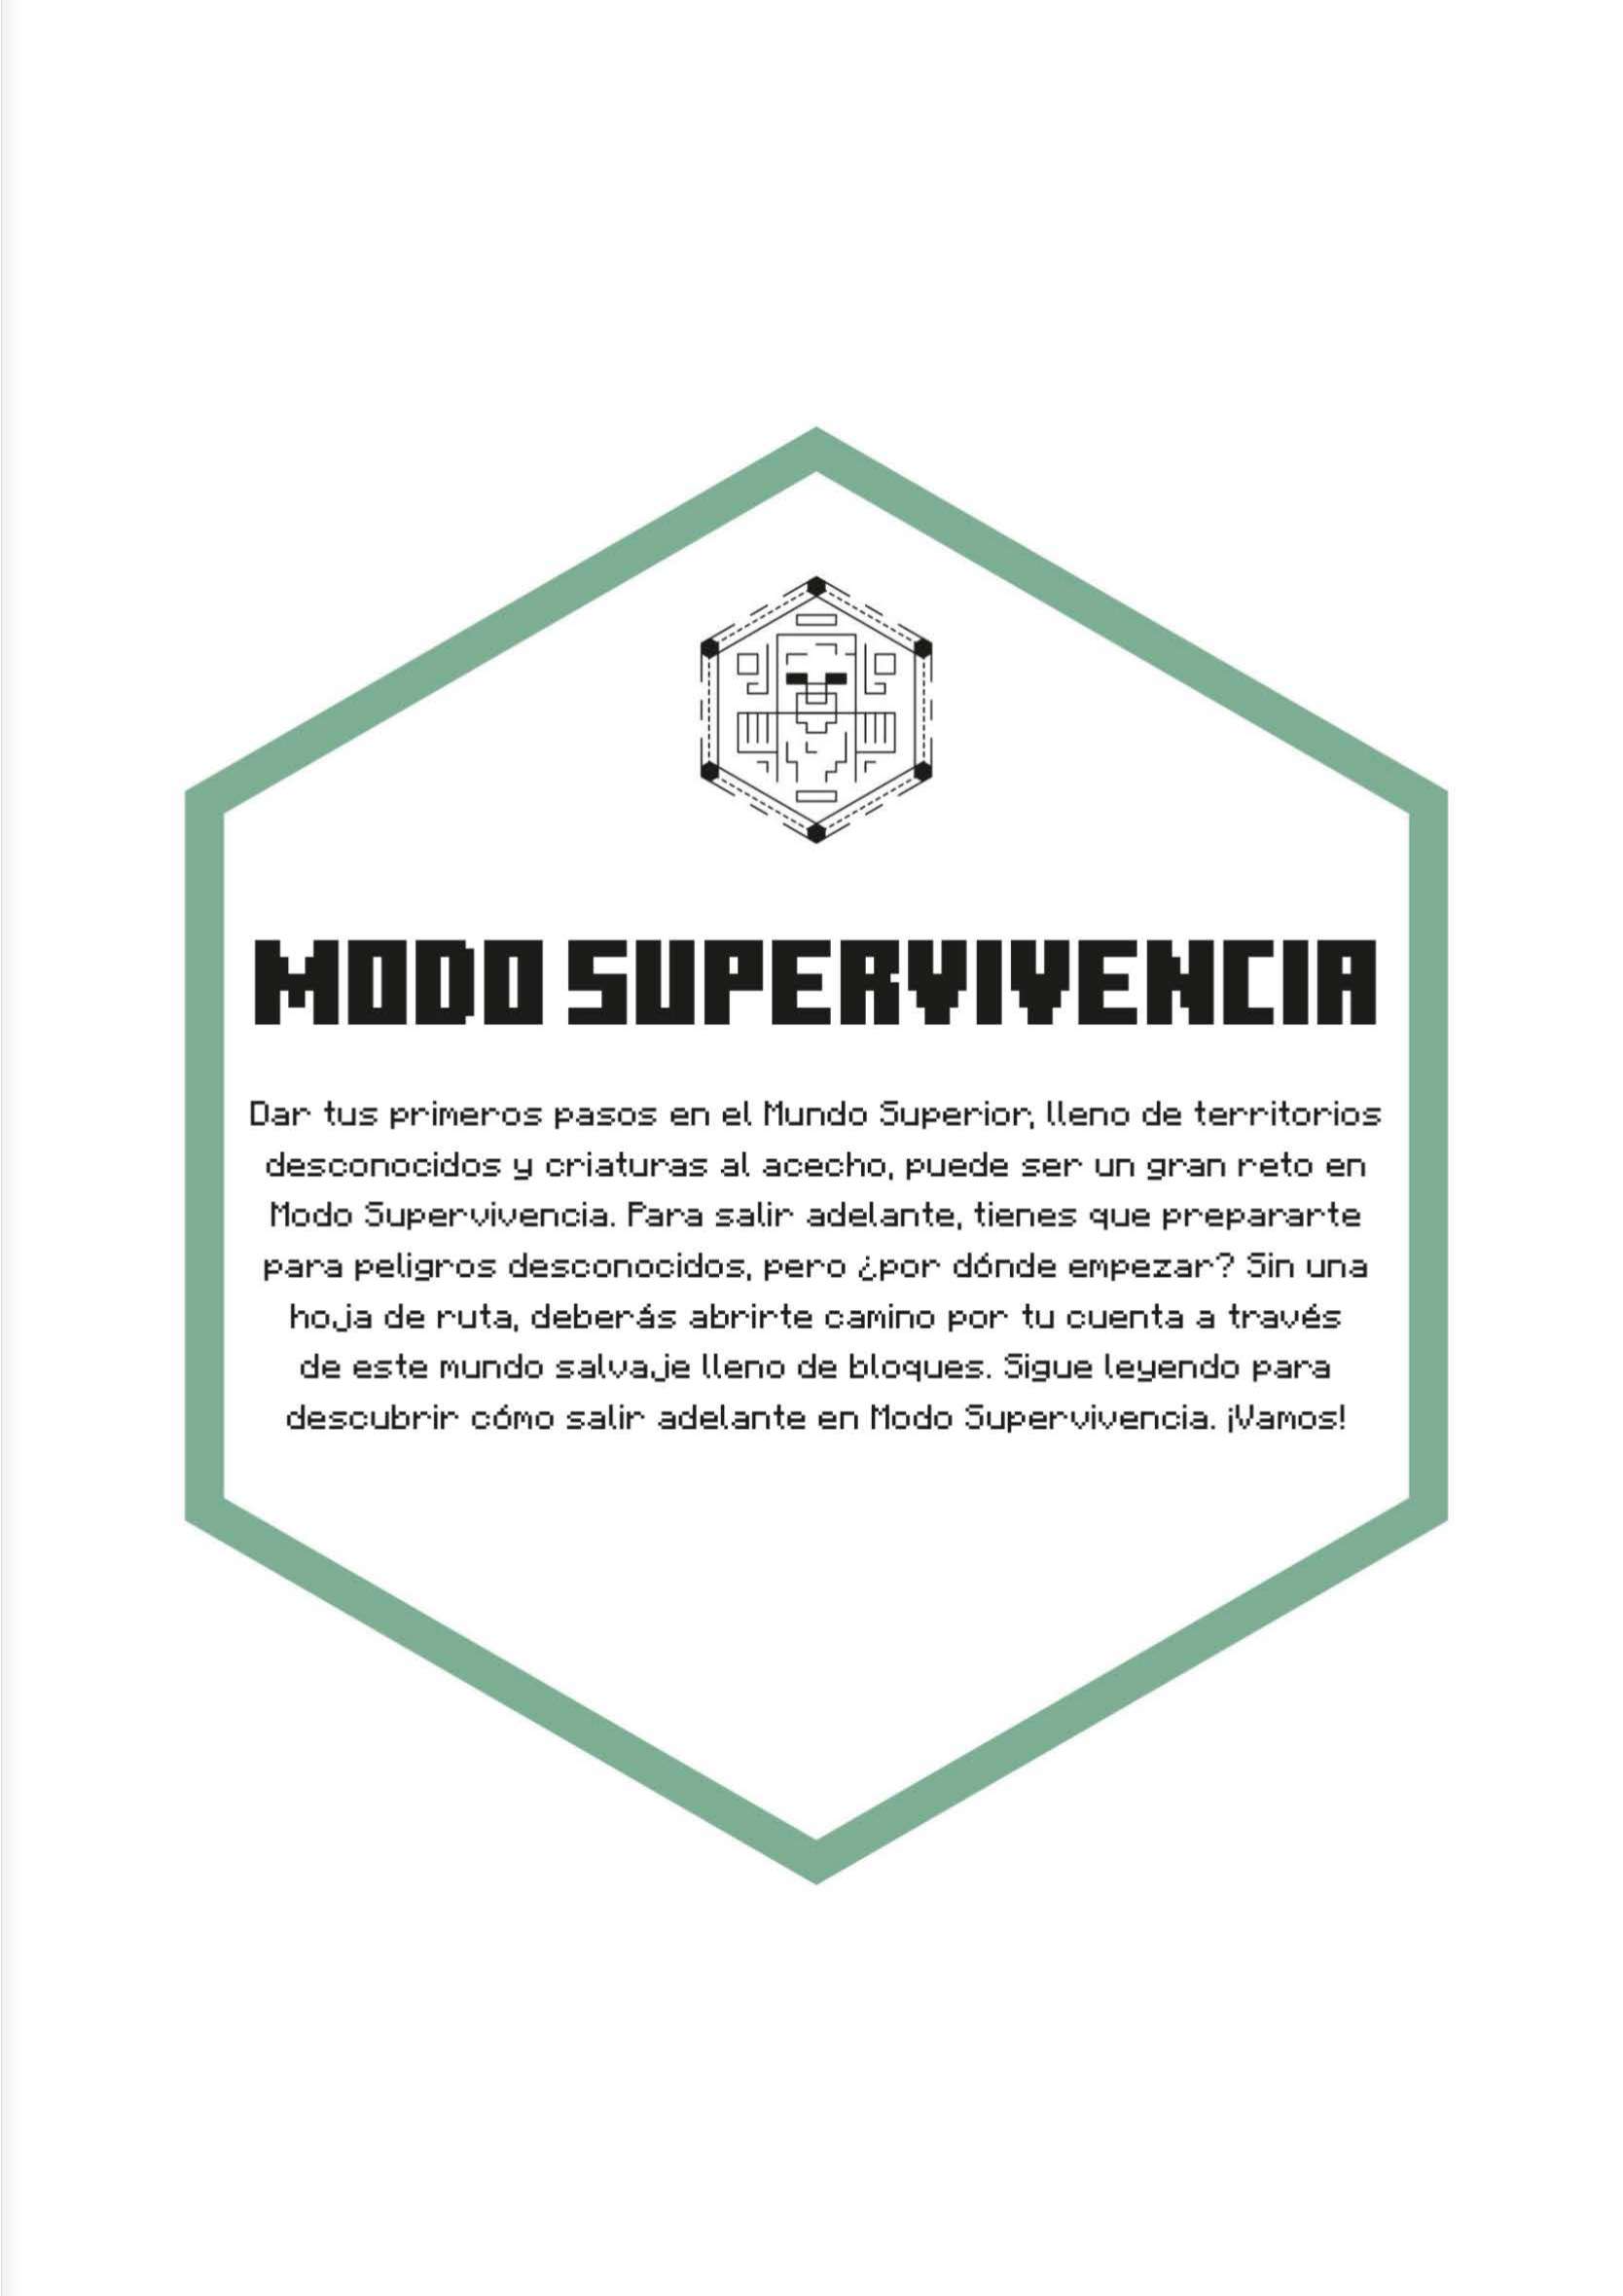 MODO SUPERVIVENCIA
Dar tus primeros pasos en el Mundo Superior, lleno de territorios
desconocidos y criaturas al acecho, puede ser un gran reto en
Modo Supervivencia. Para salir adelante, tienes que prepararte
para peligros desconocidos, pero ¿por dónde empezar? Sin una
hoja de ruta, deberás abrirte camino por tu cuenta a través
de este mundo salvaje lleno de bloques. Sigue leyendo para
descubrir cómo salir adelante en Modo Supervivencia. ¡Vamos!